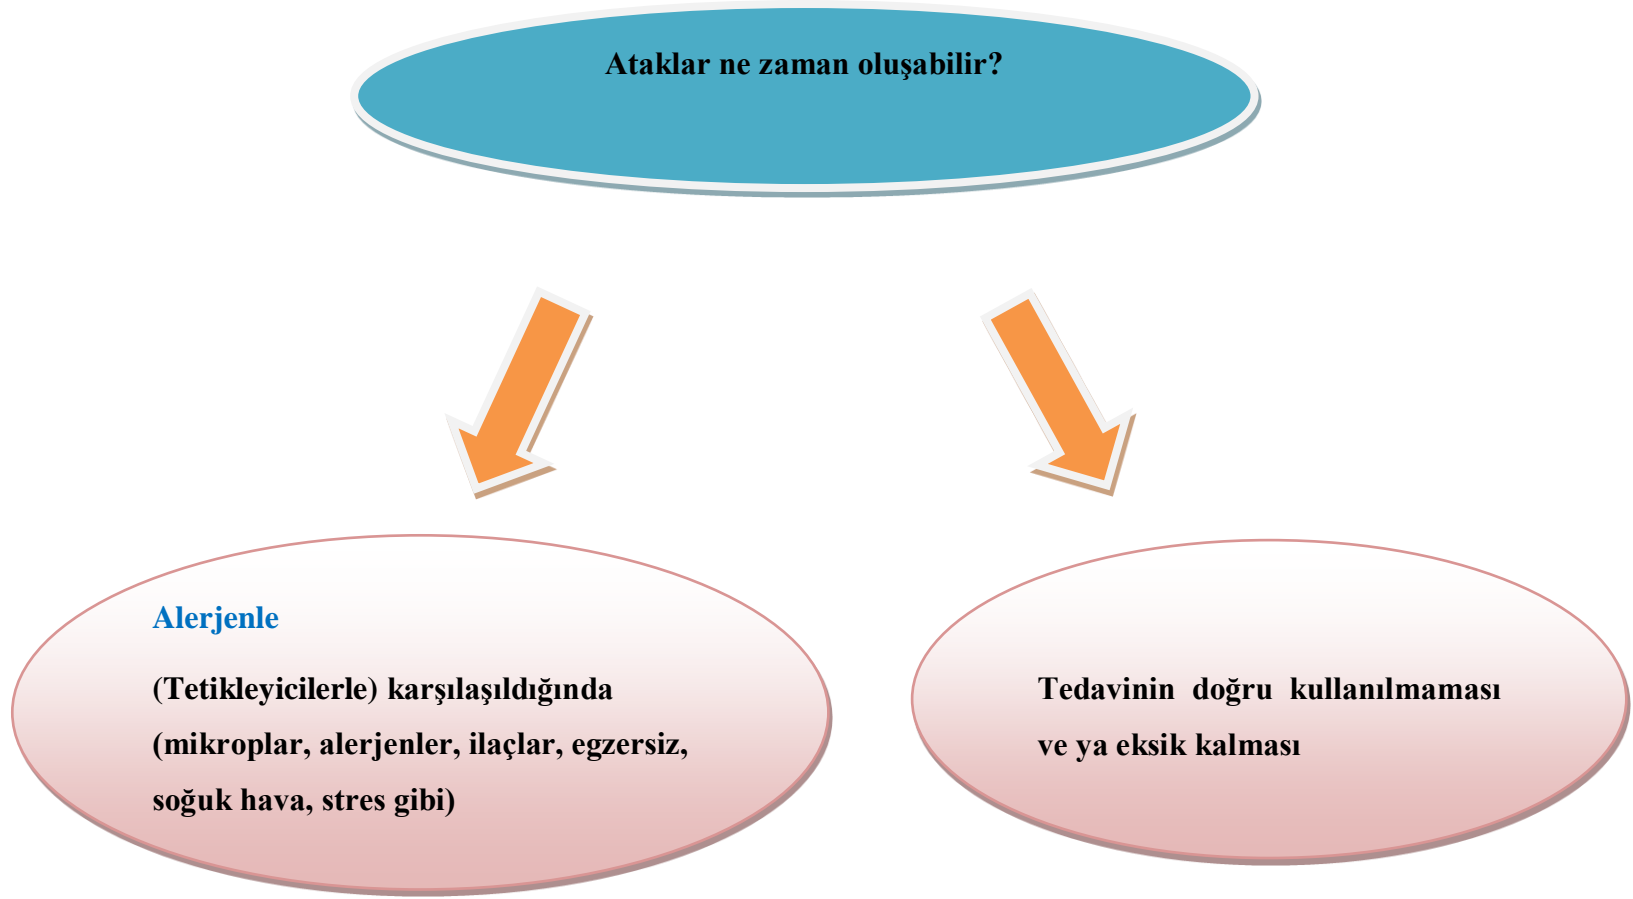 Ataklar ne zaman oluşabilir?
Alerjenle
(Tetikleyicilerle) karşılaşıldığında
(mikroplar, alerjenler, ilaçlar, egzersiz,
soğuk hava, stres gibi)
Tedavinin doğru kullanılmaması
ve ya eksik kalması